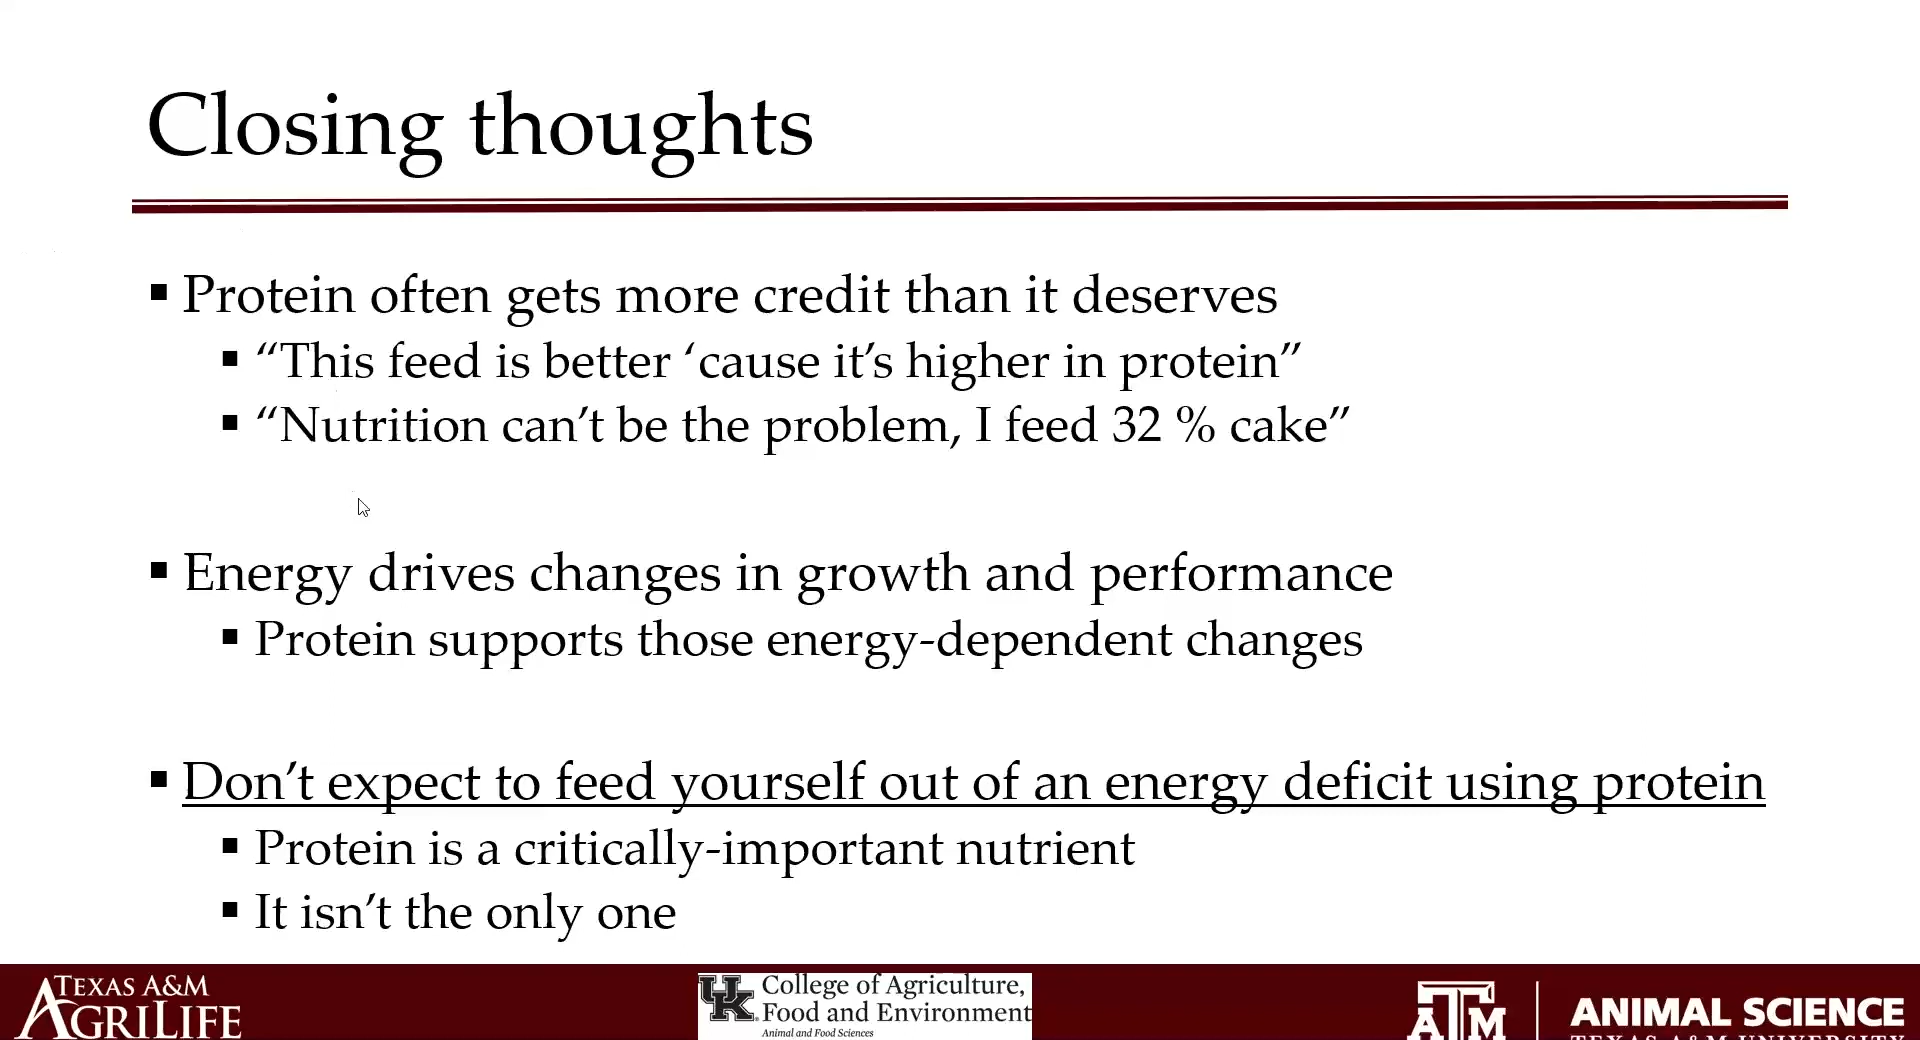 Closing thoughts
▪ Protein often gets more credit than it deserves
▪ “This feed is better ‘cause it’s higher in protein”
▪ “Nutrition can’t be the problem, I feed 32 % cake”
▪ Energy drives changes in growth and performance
▪ Protein supports those energy-dependent changes
▪ Don’t expect to feed yourself out of an energy deficit using protein
▪ Protein is a critically-important nutrient
▪ It isn’t the only one
TEXAS A&M
AGRILIFE
UK
College of Agriculture,
Food and Environment
Animal and Food Sciences
ATM
ANIMAL SCIENCE
TEXAS A&M UNIVERSITY